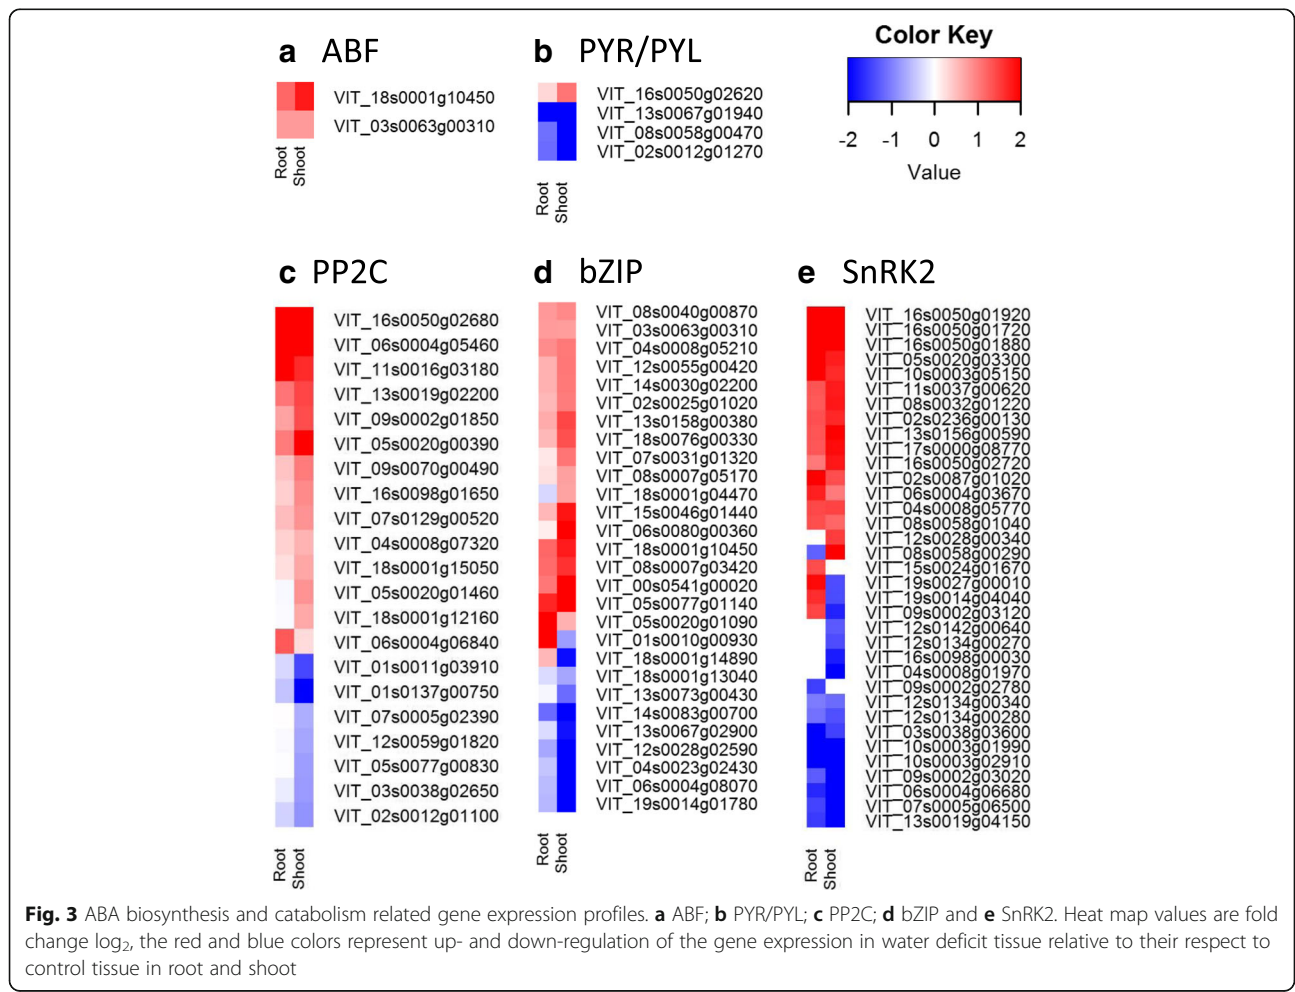 a ABF
VIT_18s0001g10450
VIT_03s0063g00310
Root
Shoot
b PYR/PYL
VIT_16s0050g02620
VIT_13s0067g01940
VIT_08s0058g00470
VIT_02s0012g01270
Root
Shoot
Color Key
-2 -1 0 1 2
Value
c PP2C
VIT_16s0050g02680
VIT_06s0004g05460
VIT_11s0016g03180
VIT_13s0019g02200
VIT_09s0002g01850
VIT_05s0020g00390
VIT_09s0070g00490
VIT_16s0098g01650
VIT_07s0129g00520
VIT_04s0008g07320
VIT_18s0001g15050
VIT_05s0020g01460
VIT_18s0001g12160
VIT_06s0004g06840
VIT_01s0011g03910
VIT_01s0137g00750
VIT_07s0005g02390
VIT_12s0059g01820
VIT_05s0077g00830
VIT_03s0038g02650
VIT_02s0012g01100
Root
Shoot
d bZIP
VIT_08s0040g00870
VIT_03s0063g00310
VIT_04s0008g05210
VIT_12s0055g00420
VIT_14s0030g02200
VIT_02s0025g01020
VIT_13s0158g00380
VIT_18s0076g00330
VIT_07s0031g01320
VIT_08s0007g05170
VIT_18s0001g04470
VIT_15s0046g01440
VIT_06s0080g00360
VIT_18s0001g10450
VIT_08s0007g03420
VIT_00s0541g00020
VIT_05s0077g01140
VIT_05s0020g01090
VIT_01s0010g00930
VIT_18s0001g14890
VIT_18s0001g13040
VIT_13s0073g00430
VIT_14s0083g00700
VIT_13s0067g02900
VIT_12s0028g02590
VIT_04s0023g02430
VIT_06s0004g08070
VIT_19s0014g01780
Root
Shoot
e SnRK2
VIT_16s0050g01920
VIT_16s0050g01720
VIT_16s0050g01880
VIT_05s0020g03300
VIT_10s0003g05150
VIT_11s0037g00620
VIT_08s0032g01220
VIT_02s0236g00130
VIT_13s0156g00590
VIT_17s0000g08770
VIT_16s0050g02720
VIT_02s0087g01020
VIT_06s0004g03670
VIT_04s0008g05770
VIT_08s0058g01040
VIT_12s0028g00340
VIT_08s0058g00290
VIT_15s0024g01670
VIT_19s0027g00010
VIT_19s0014g04040
VIT_09s0002g03120
VIT_12s0142g00640
VIT_12s0134g00270
VIT_16s0098g00030
VIT_04s0008g01970
VIT_09s0002g02780
VIT_12s0134g00340
VIT_12s0134g00280
VIT_03s0038g03600
VIT_10s0003g01990
VIT_10s0003g02910
VIT_09s0002g03020
VIT_06s0004g06680
VIT_07s0005g06500
VIT_13s0019g04150
Root
Shoot
Fig. 3 ABA biosynthesis and catabolism related gene expression profiles. a ABF; b PYR/PYL; c PP2C; d bZIP and e SnRK2. Heat map values are fold
change log₂, the red and blue colors represent up- and down-regulation of the gene expression in water deficit tissue relative to their respect to
control tissue in root and shoot